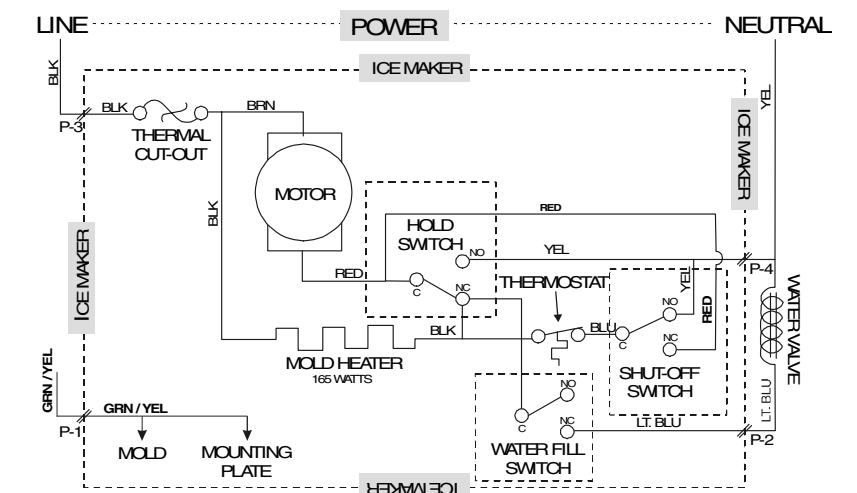 LINE
POWER
NEUTRAL
ICE MAKER
BLK
YEL
BLK
BRN
P-3
THERMAL
CUT-OUT
ICE MAKER
MOTOR
BLK
HOLD
SWITCH
RED
NO
YEL
P-4
ICE MAKER
RED
C
NC
THERMOSTAT
YEL
NO
RED
WATER VALVE
BLK
BLU
C
NC
MOLD HEATER
165 WATTS
SHUT-OFF
SWITCH
GRN / YEL
GRN / YEL
NO
LT. BLU
P-1
C
NC
LT. BLU
P-2
MOLD
MOUNTING
PLATE
WATER FILL
SWITCH
ICE MAKER